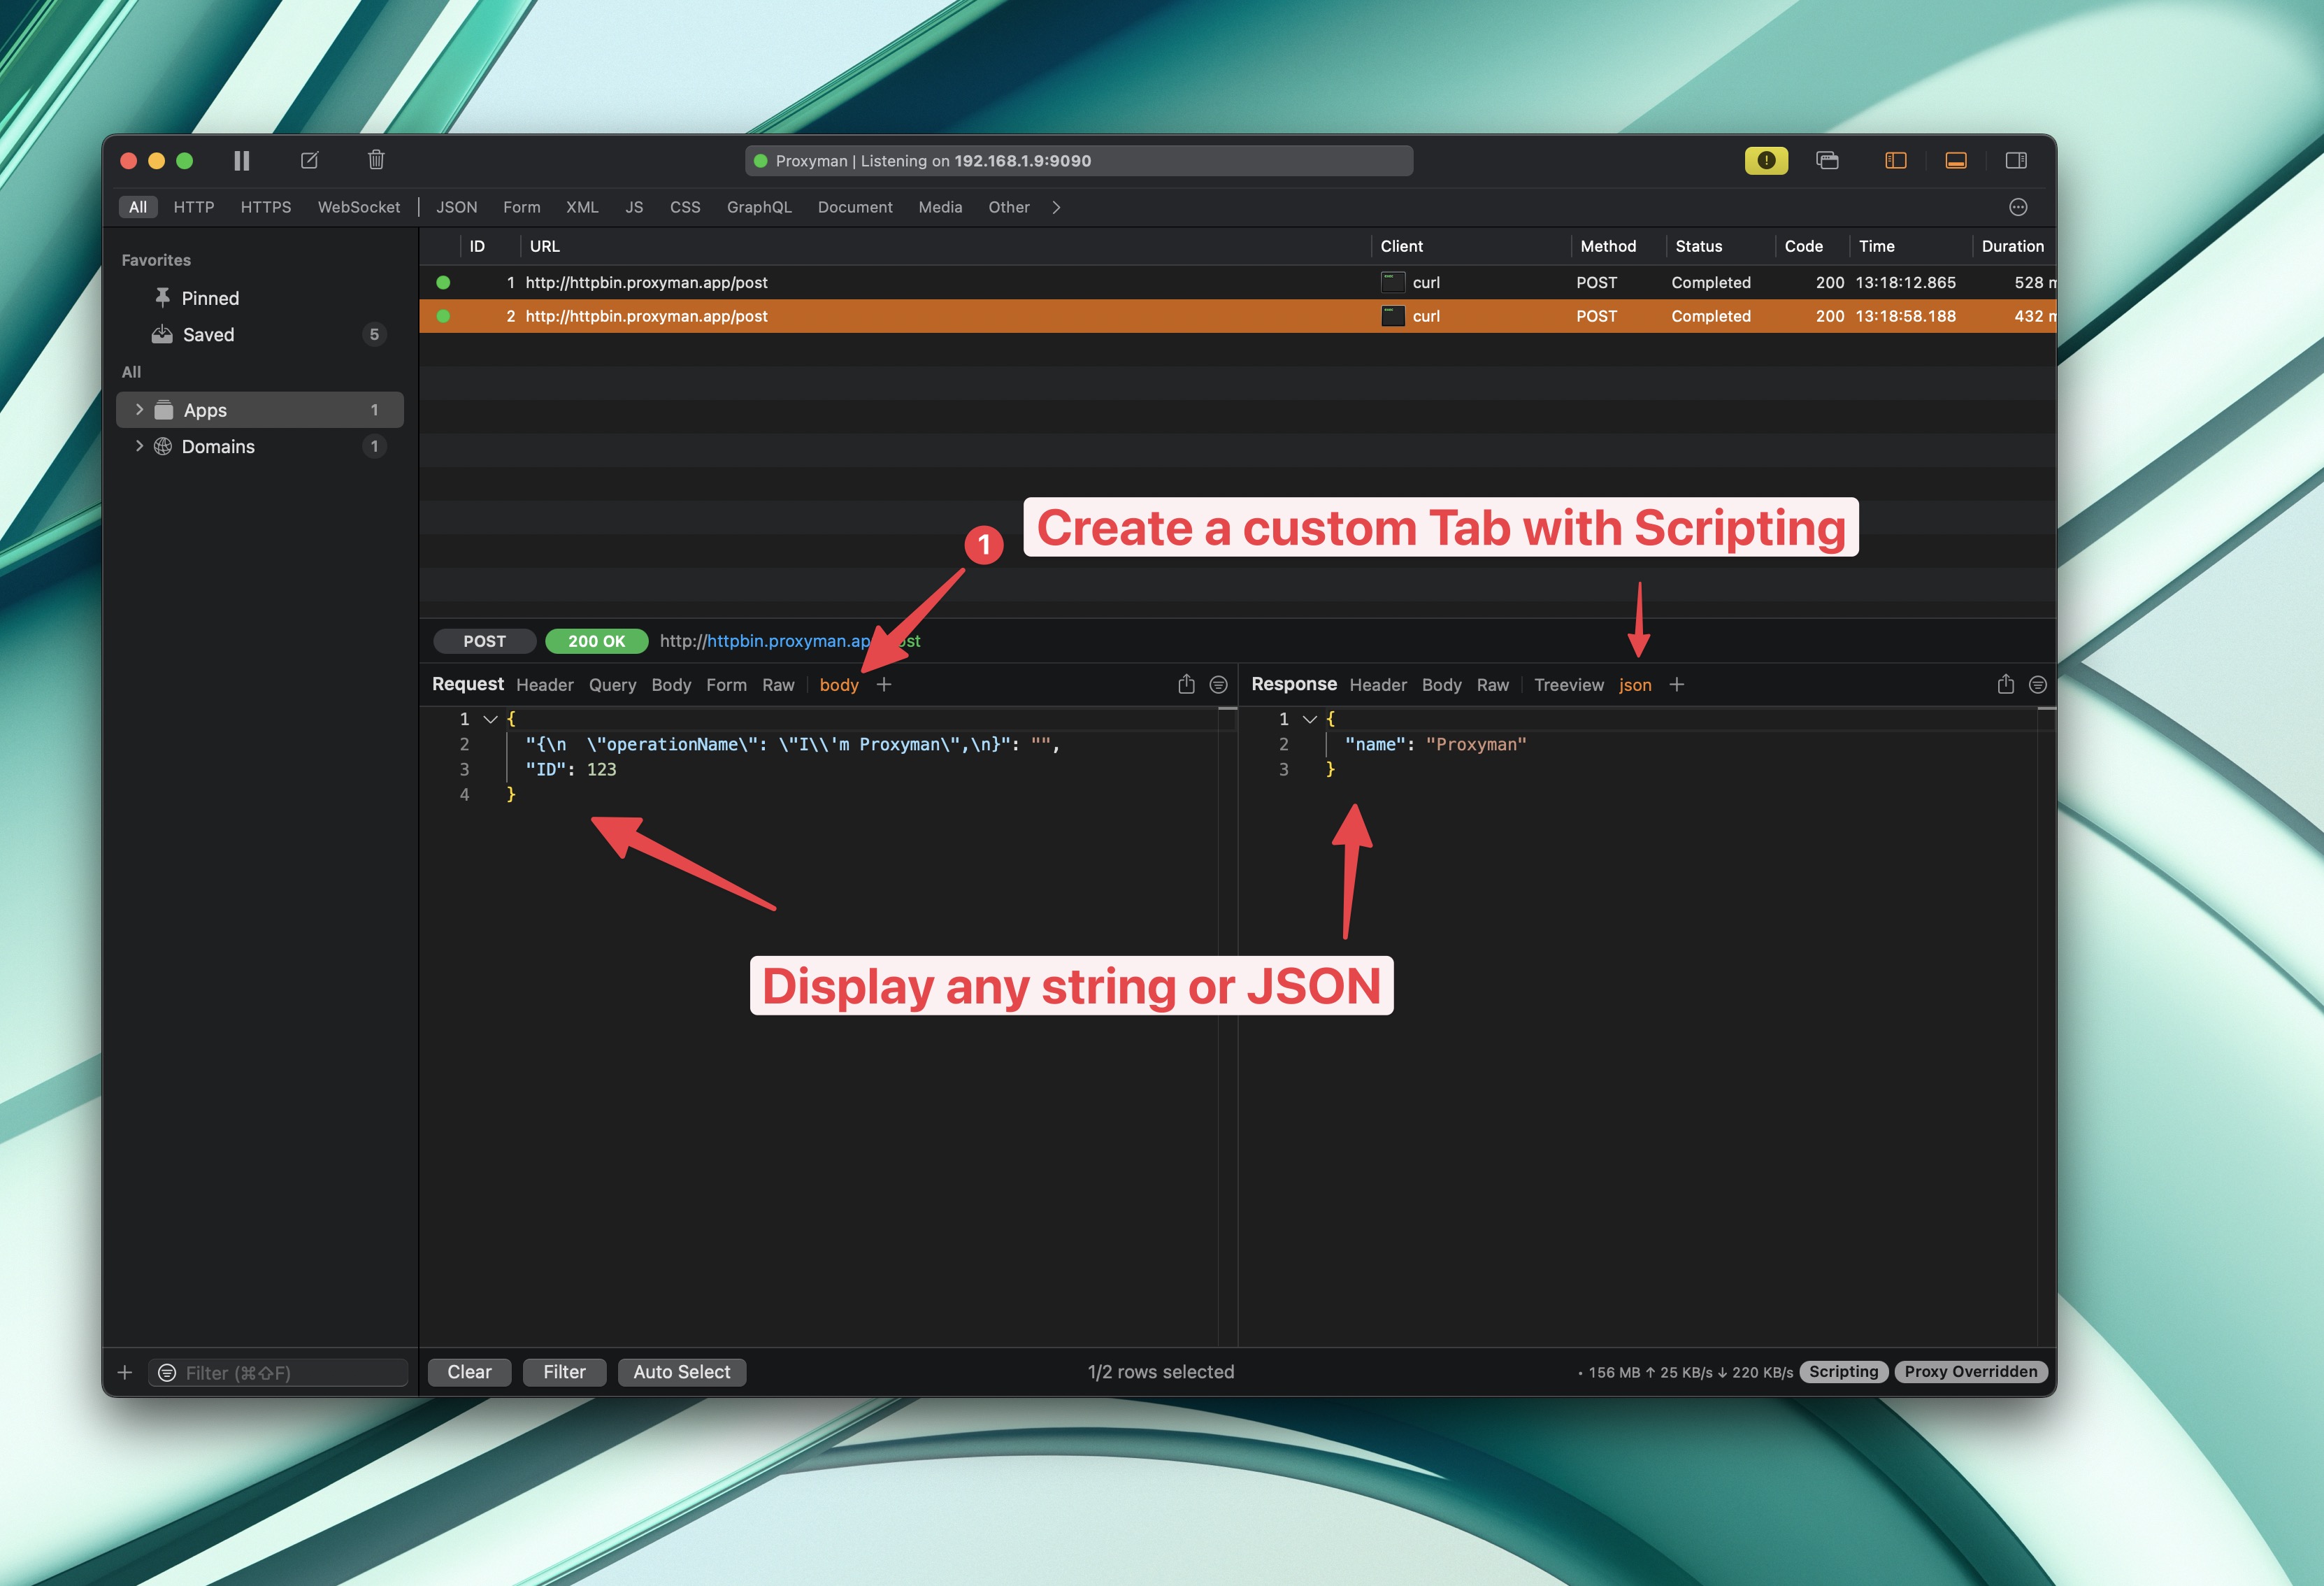 Proxyman | Listening on 192.168.1.9:9090
All HTTP HTTPS WebSocket JSON Form XML JS CSS GraphQL Document Media Other
Favorites
Pinned
Saved 5
All
Apps 1
Domains 1
ID URL Client Method Status Code Time Duration
1 http://httpbin.proxyman.app/post curl POST Completed 200 13:18:12.865 528 m
2 http://httpbin.proxyman.app/post curl POST Completed 200 13:18:58.188 432 m
1 Create a custom Tab with Scripting
POST 200 OK http://httpbin.proxyman.ap ost
Request Header Query Body Form Raw body
1 {
2 "{\n  \"operationName\": \"I\\'m Proxyman\",\n}": "",
3 "ID": 123
4 }
Response Header Body Raw Treeview json
1 {
2 "name": "Proxyman"
3 }
Display any string or JSON
Filter (⌘⇧F)
Clear Filter Auto Select 1/2 rows selected • 156 MB ↑ 25 KB/s ↓ 220 KB/s Scripting Proxy Overridden